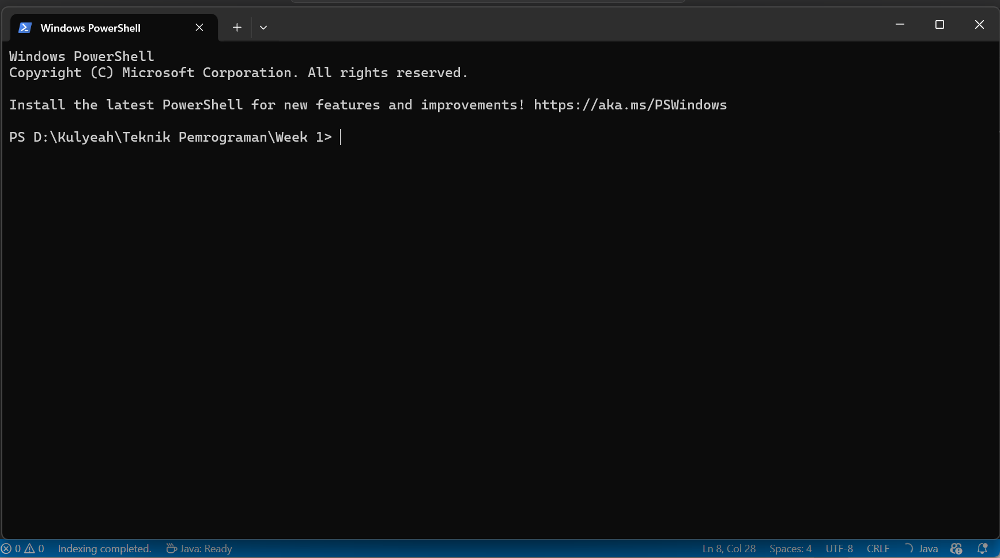 Windows PowerShell
Windows PowerShell
Copyright (C) Microsoft Corporation. All rights reserved.
Install the latest PowerShell for new features and improvements! https://aka.ms/PSWindows
PS D:\Kulyeah\Teknik Pemrograman\Week 1>
0 0 Indexing completed. Java: Ready Ln 8, Col 28 Spaces: 4 UTF-8 CRLF Java